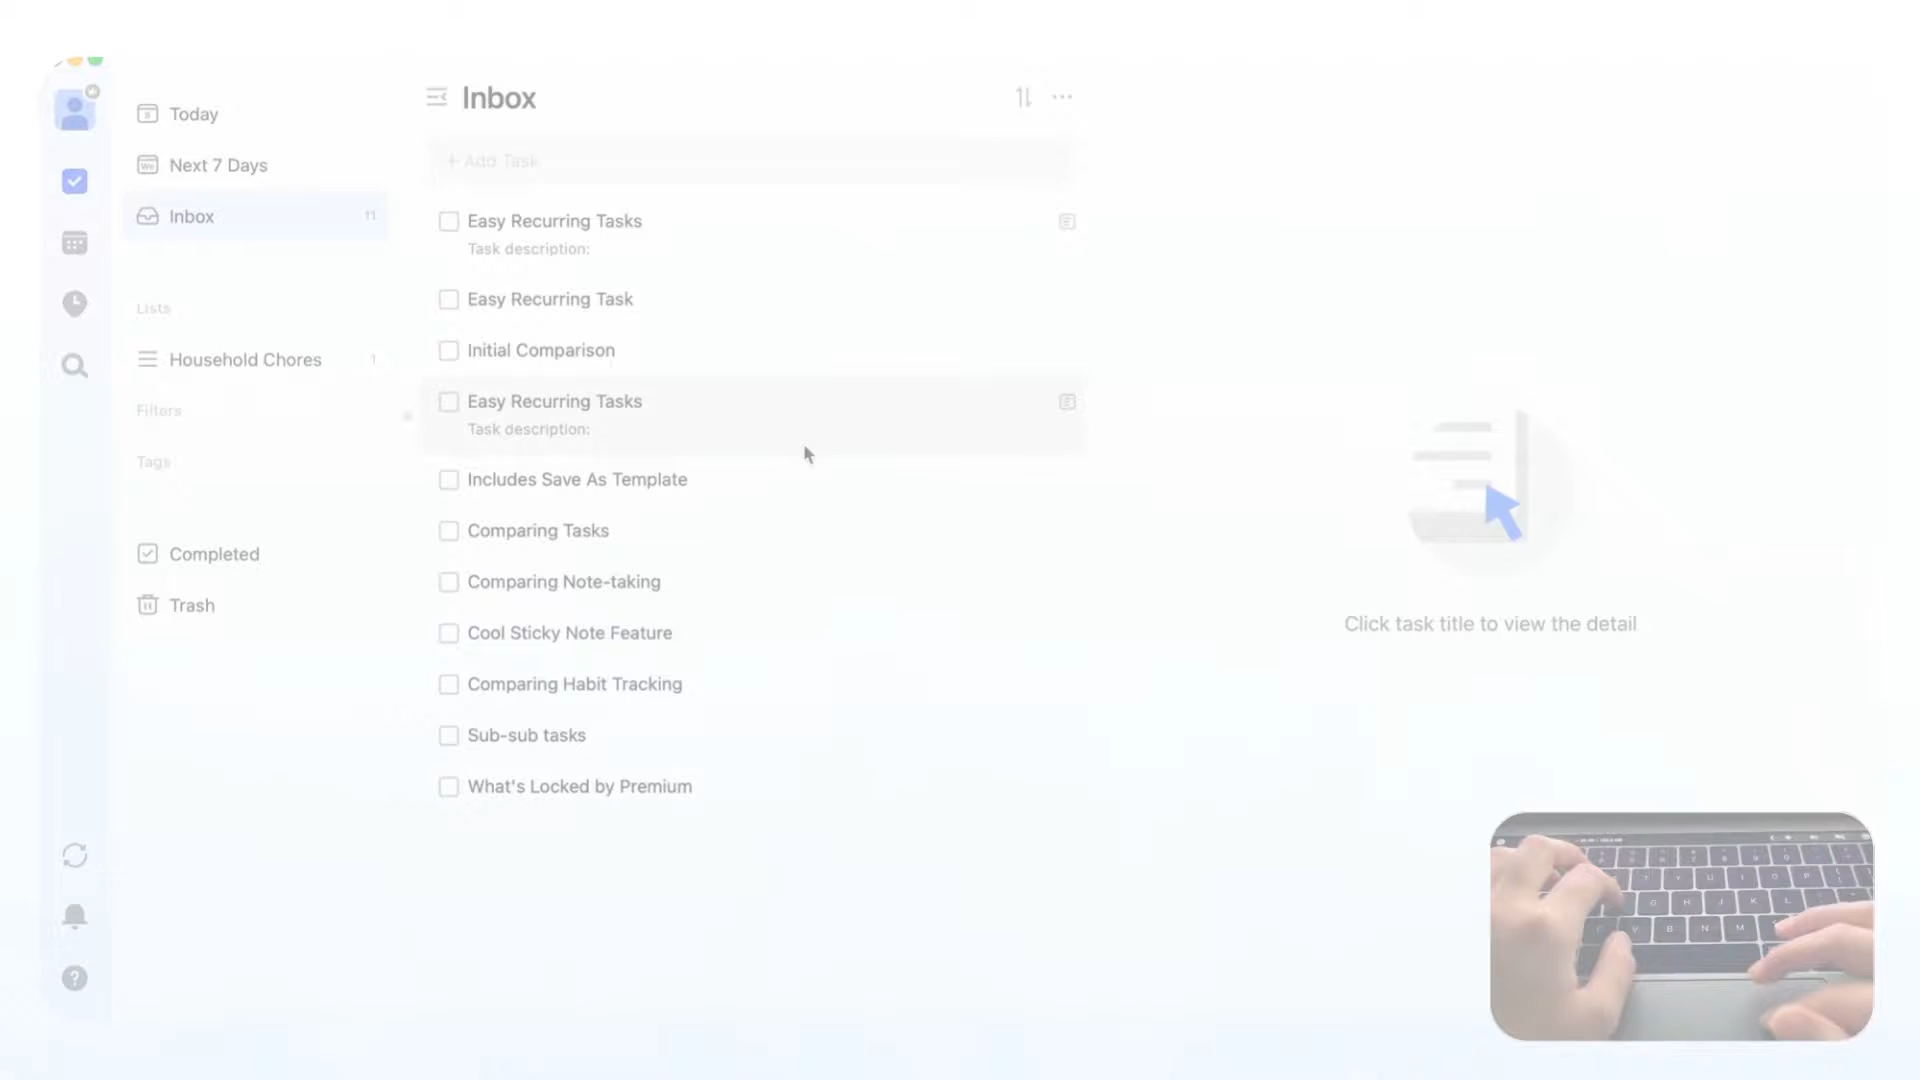 Today
Next 7 Days
Inbox 11
Lists
Household Chores 1
Filters
Tags
Completed
Trash
Inbox
+ Add Task
Easy Recurring Tasks
Task description:
Easy Recurring Task
Initial Comparison
Easy Recurring Tasks
Task description:
Includes Save As Template
Comparing Tasks
Comparing Note-taking
Cool Sticky Note Feature
Comparing Habit Tracking
Sub-sub tasks
What's Locked by Premium
Click task title to view the detail